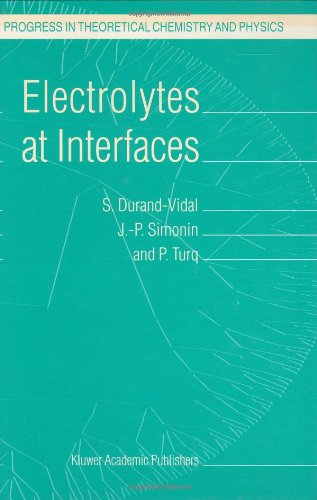 PROGRESS IN THEORETICAL CHEMISTRY AND PHYSICS
Electrolytes
at Interfaces
S. Durand-Vidal
J.-P. Simonin
and P. Turq
Kluwer Academic Publishers